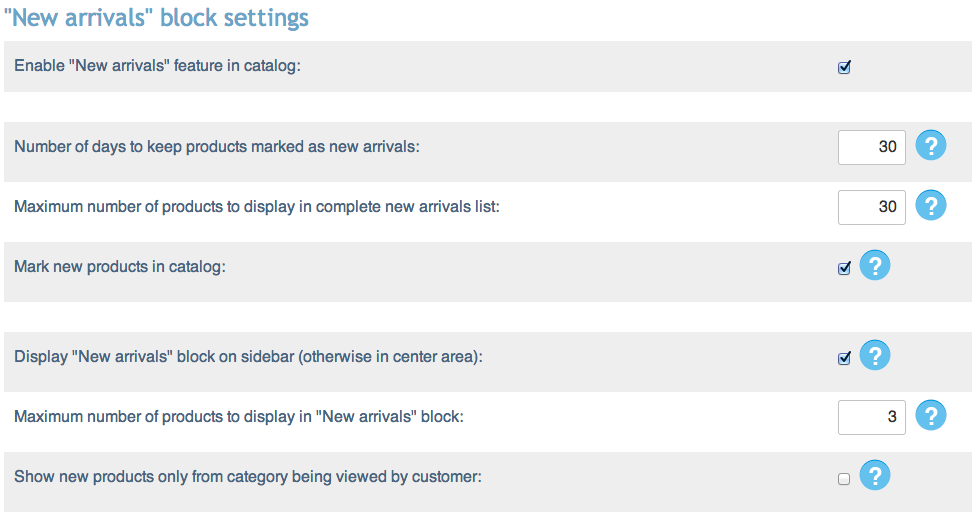 "New arrivals" block settings
Enable "New arrivals" feature in catalog:
Number of days to keep products marked as new arrivals: 30 ?
Maximum number of products to display in complete new arrivals list: 30 ?
Mark new products in catalog: ?
Display "New arrivals" block on sidebar (otherwise in center area): ?
Maximum number of products to display in "New arrivals" block: 3 ?
Show new products only from category being viewed by customer: ?